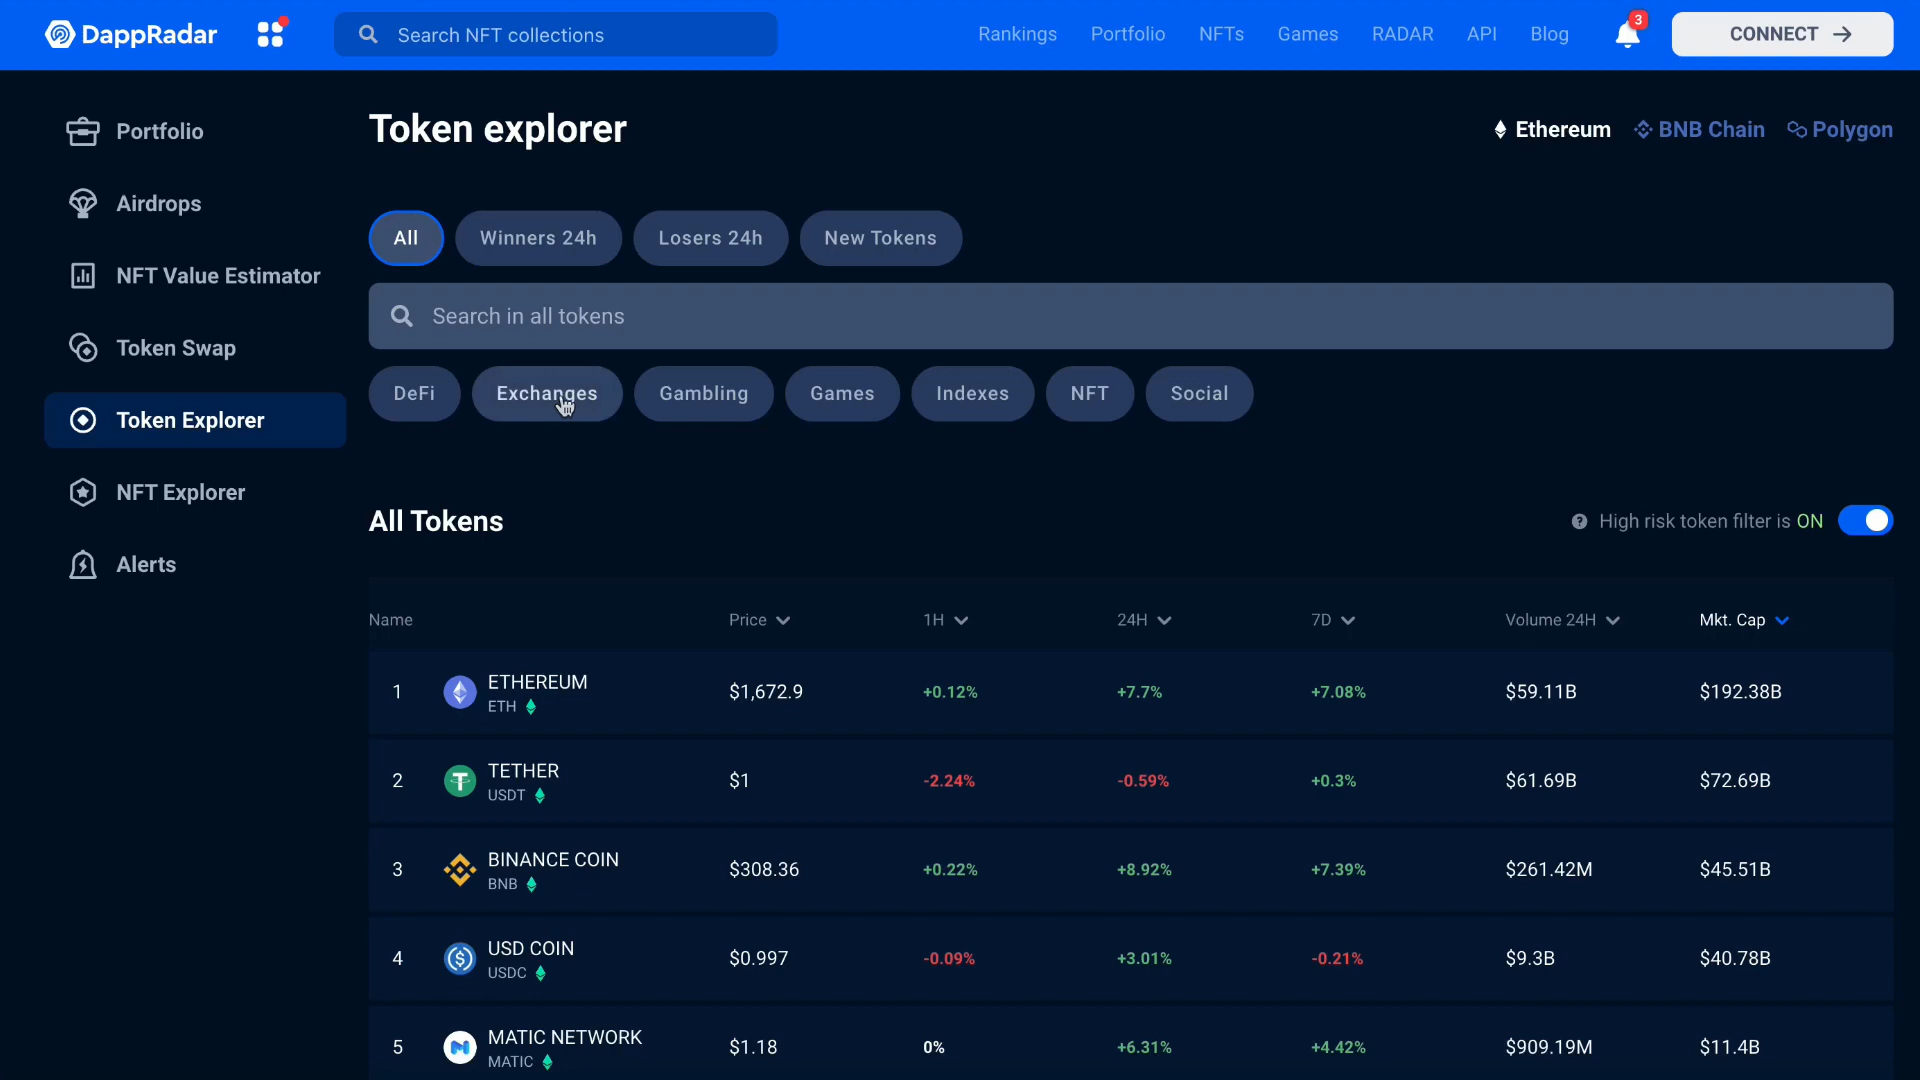 DappRadar
Search NFT collections
Rankings Portfolio NFTs Games RADAR API Blog 3 CONNECT
Portfolio
Airdrops
NFT Value Estimator
Token Swap
Token Explorer
NFT Explorer
Alerts
Token explorer
Ethereum BNB Chain Polygon
All Winners 24h Losers 24h New Tokens
Search in all tokens
DeFi Exchanges Gambling Games Indexes NFT Social
All Tokens
? High risk token filter is ON
Name Price 1H 24H 7D Volume 24H Mkt. Cap
1 ETHEREUM $1,672.9 +0.12% +7.7% +7.08% $59.11B $192.38B
ETH
2 TETHER $1 -2.24% -0.59% +0.3% $61.69B $72.69B
USDT
3 BINANCE COIN $308.36 +0.22% +8.92% +7.39% $261.42M $45.51B
BNB
4 USD COIN $0.997 -0.09% +3.01% -0.21% $9.3B $40.78B
USDC
5 MATIC NETWORK $1.18 0% +6.31% +4.42% $909.19M $11.4B
MATIC